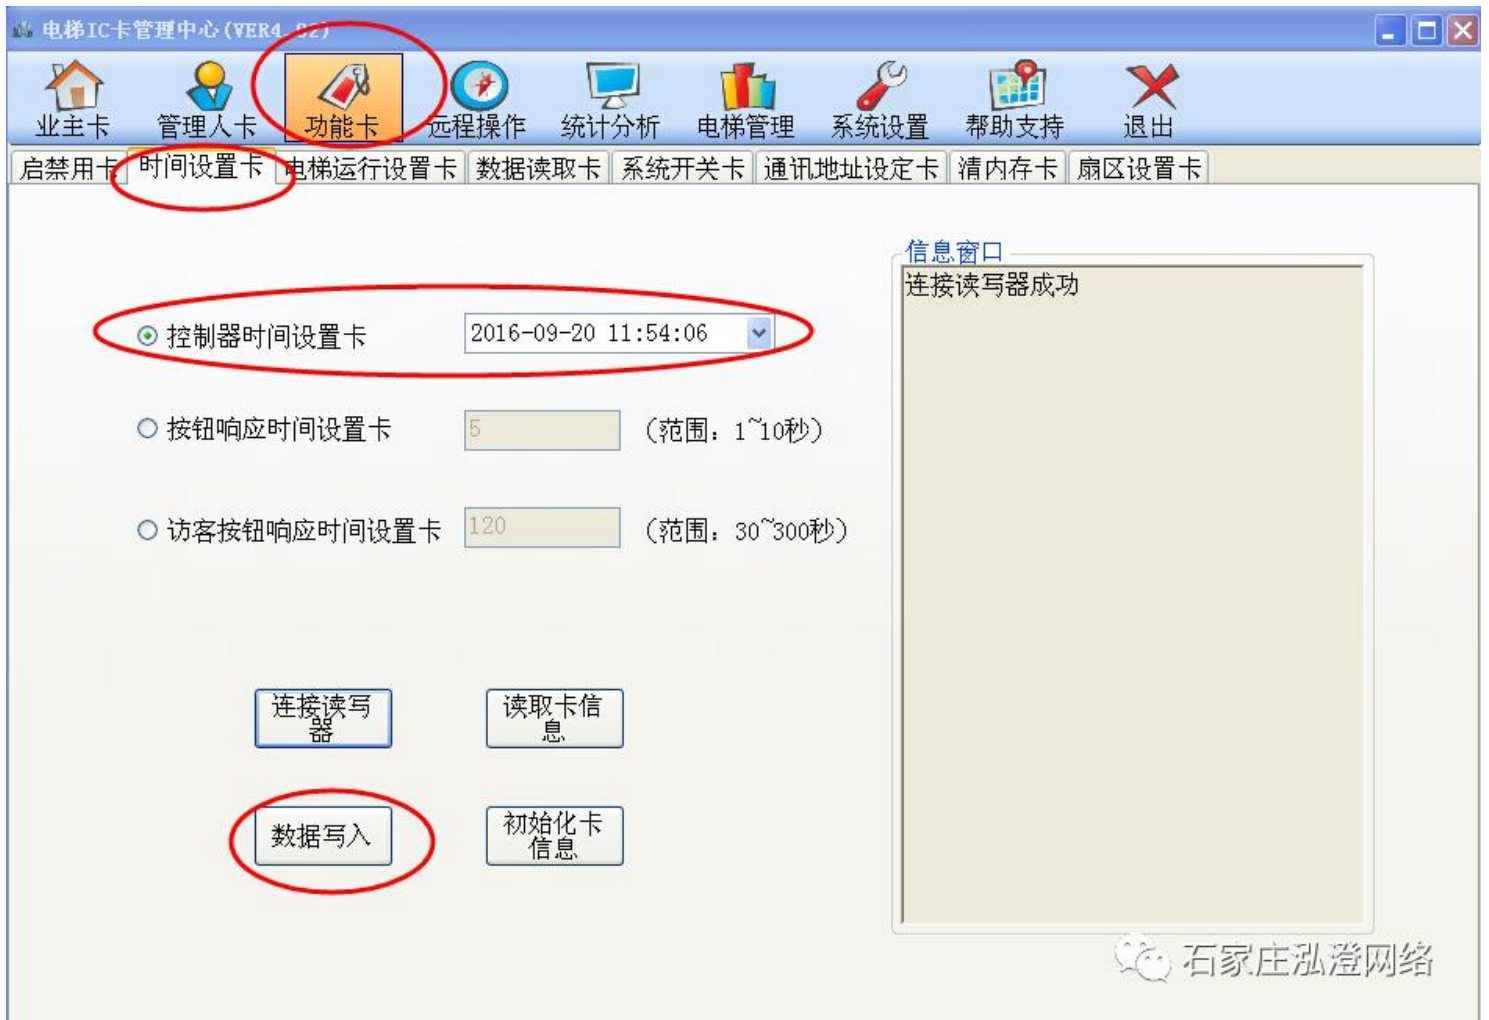 电梯IC卡管理中心(VER4.02)
业主卡 管理人卡 功能卡 远程操作 统计分析 电梯管理 系统设置 帮助支持 退出
启禁用卡 时间设置卡 电梯运行设置卡 数据读取卡 系统开关卡 通讯地址设定卡 清内存卡 扇区设置卡
信息窗口
连接读写器成功
控制器时间设置卡 2016-09-20 11:54:06
按钮响应时间设置卡 5 （范围：1~10秒）
访客按钮响应时间设置卡 120 （范围：30~300秒）
连接读写
器
读取卡信
息
数据写入
初始化卡
信息
石家庄泓澄网络